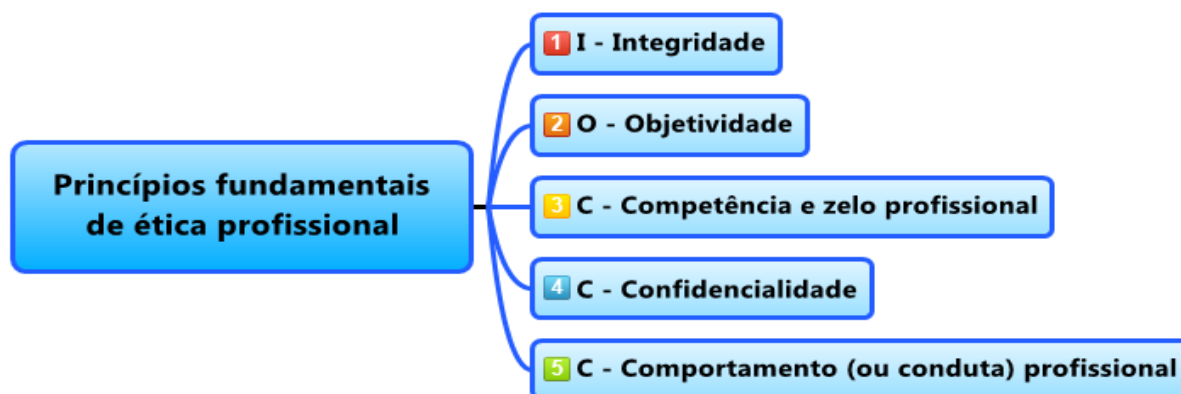 Princípios fundamentais
de ética profissional
1 I - Integridade
2 O - Objetividade
3 C - Competência e zelo profissional
4 C - Confidencialidade
5 C - Comportamento (ou conduta) profissional